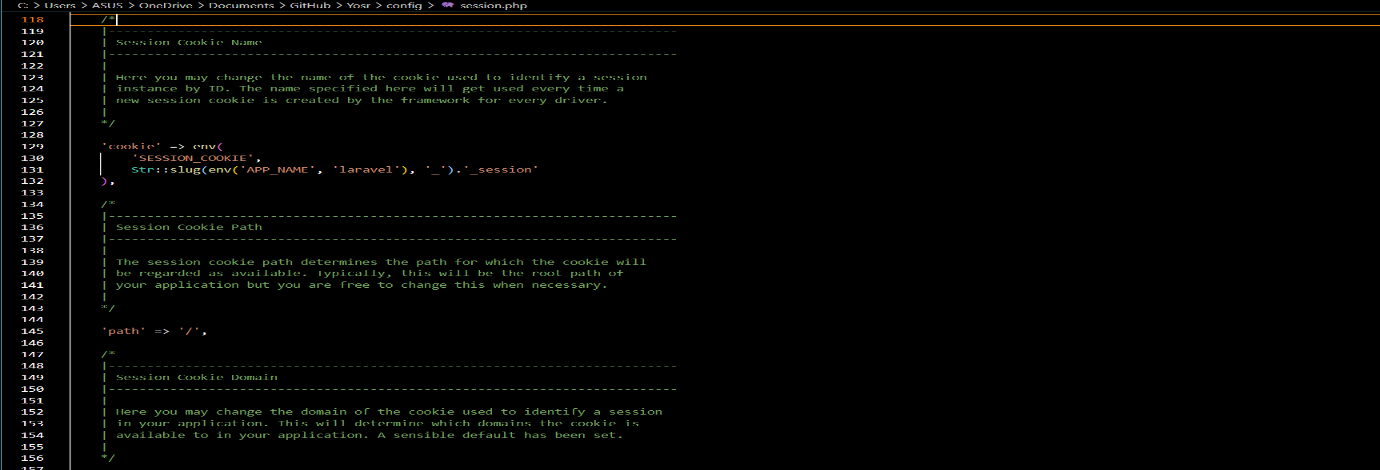 C: > Users > ASUS > OneDrive > Documents > GitHub > Yosr > config > session.php
118 /*
119 |--------------------------------------------------------------------------
120 | Session Cookie Name
121 |--------------------------------------------------------------------------
122 |
123 | Here you may change the name of the cookie used to identify a session
124 | instance by ID. The name specified here will get used every time a
125 | new session cookie is created by the framework for every driver.
126 |
127 */
128
129 'cookie' => env(
130 'SESSION_COOKIE',
131 Str::slug(env('APP_NAME', 'laravel'), '_').'_session'
132 ),
133
134 /*
135 |--------------------------------------------------------------------------
136 | Session Cookie Path
137 |--------------------------------------------------------------------------
138 |
139 | The session cookie path determines the path for which the cookie will
140 | be regarded as available. Typically, this will be the root path of
141 | your application but you are free to change this when necessary.
142 |
143 */
144
145 'path' => '/',
146
147 /*
148 |--------------------------------------------------------------------------
149 | Session Cookie Domain
150 |--------------------------------------------------------------------------
151 |
152 | Here you may change the domain of the cookie used to identify a session
153 | in your application. This will determine which domains the cookie is
154 | available to in your application. A sensible default has been set.
155 |
156 */
157